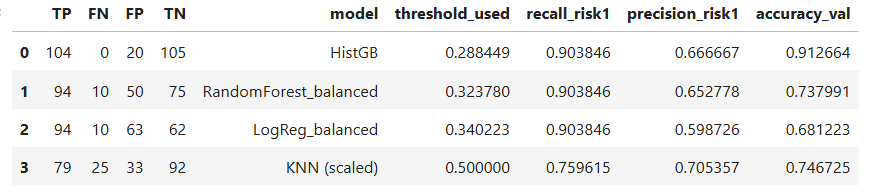 TP FN FP TN model threshold_used recall_risk1 precision_risk1 accuracy_val
0 104 0 20 105 HistGB 0.288449 0.903846 0.666667 0.912664
1 94 10 50 75 RandomForest_balanced 0.323780 0.903846 0.652778 0.737991
2 94 10 63 62 LogReg_balanced 0.340223 0.903846 0.598726 0.681223
3 79 25 33 92 KNN (scaled) 0.500000 0.759615 0.705357 0.746725